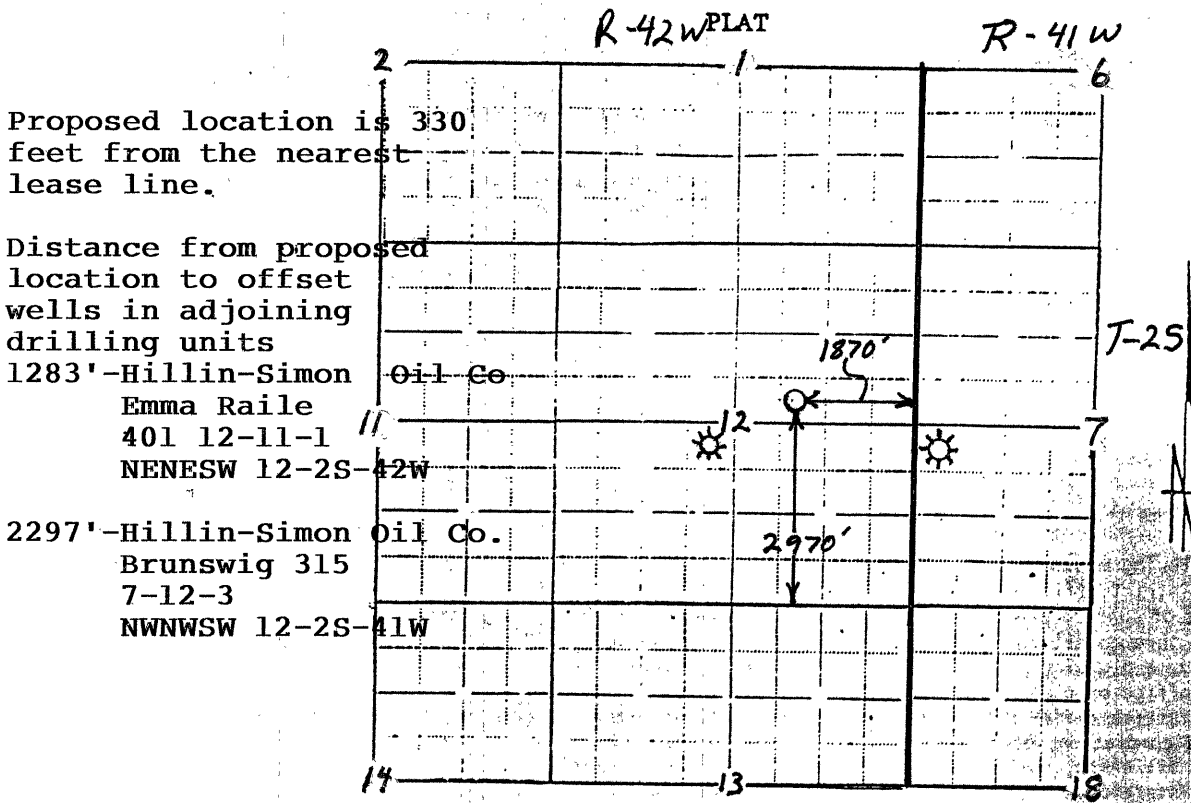 PLAT
R-42W
R-41W
2
1
6
Proposed location is 330
feet from the nearest
lease line.
Distance from proposed
location to offset
wells in adjoining
drilling units
1283'-Hillin-Simon Oil Co
Emma Raile
401 12-11-1
NENESW 12-2S-42W
2297'-Hillin-Simon Oil Co.
Brunswig 315
7-12-3
NWNWSW 12-2S-41W
T-2S
1870'
11
12
7
2970'
N
14
13
18